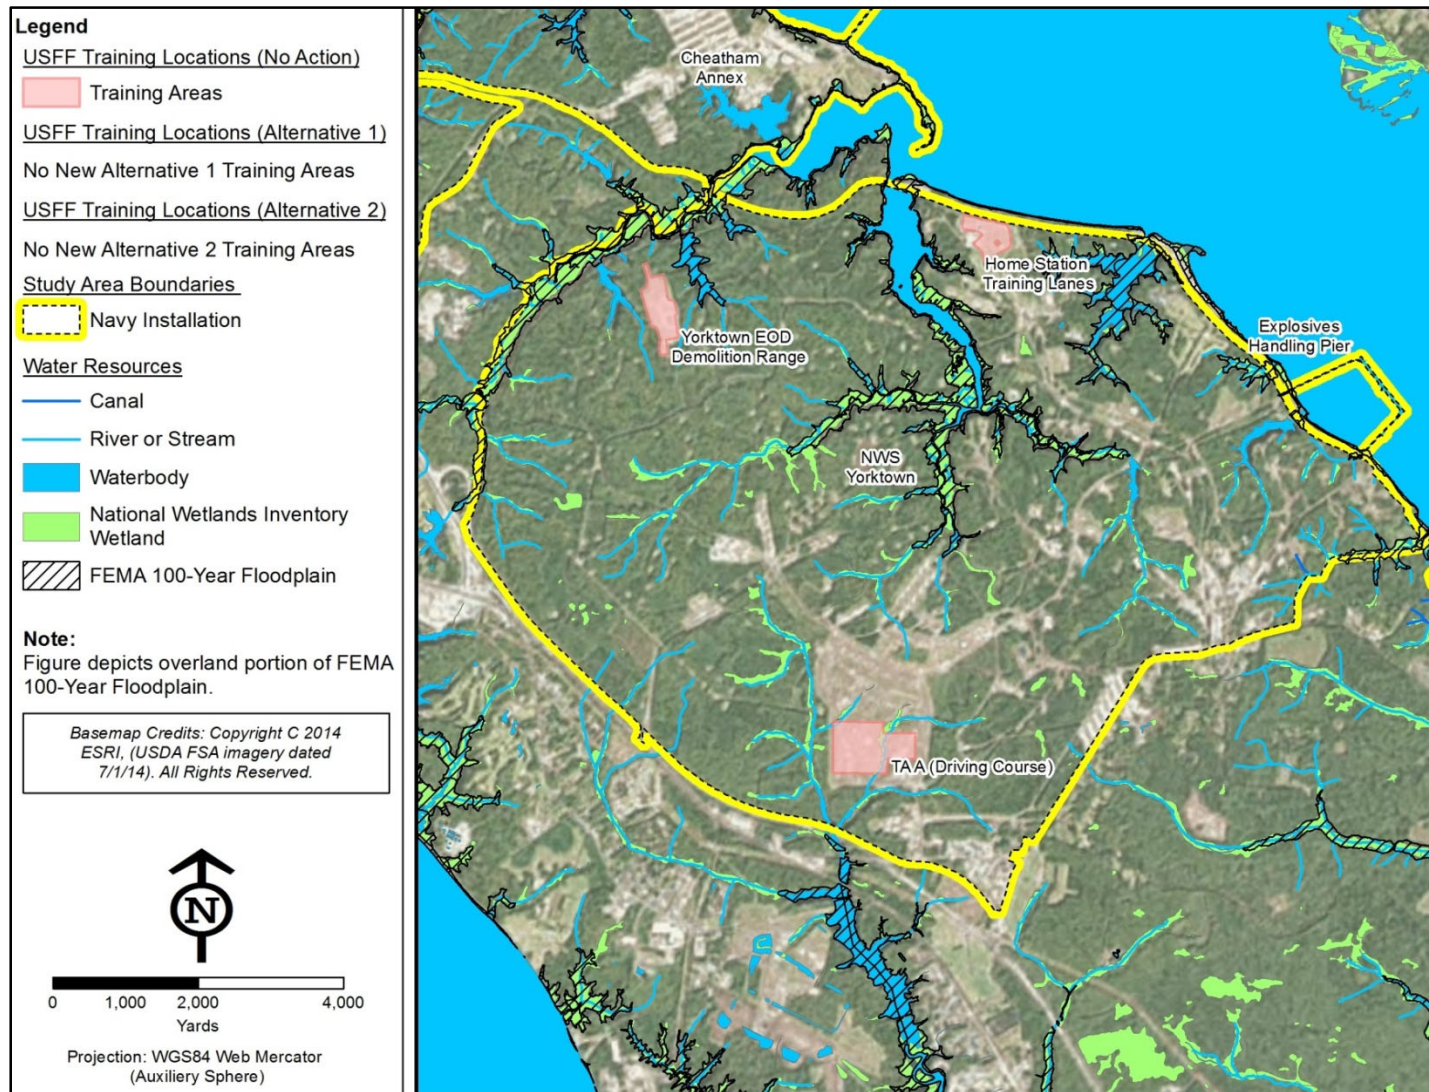 Legend
USFF Training Locations (No Action)
Training Areas
USFF Training Locations (Alternative 1)
No New Alternative 1 Training Areas
USFF Training Locations (Alternative 2)
No New Alternative 2 Training Areas
Study Area Boundaries
Navy Installation
Water Resources
Canal
River or Stream
Waterbody
National Wetlands Inventory
Wetland
FEMA 100-Year Floodplain
Note:
Figure depicts overland portion of FEMA
100-Year Floodplain.
Basemap Credits: Copyright C 2014
ESRI, (USDA FSA imagery dated
7/1/14). All Rights Reserved.
N
0 1,000 2,000 4,000
Yards
Projection: WGS84 Web Mercator
(Auxiliery Sphere)
Cheatham
Annex
Home Station
Training Lanes
Yorktown EOD
Demolition Range
Explosives
Handling Pier
NWS
Yorktown
TAA (Driving Course)